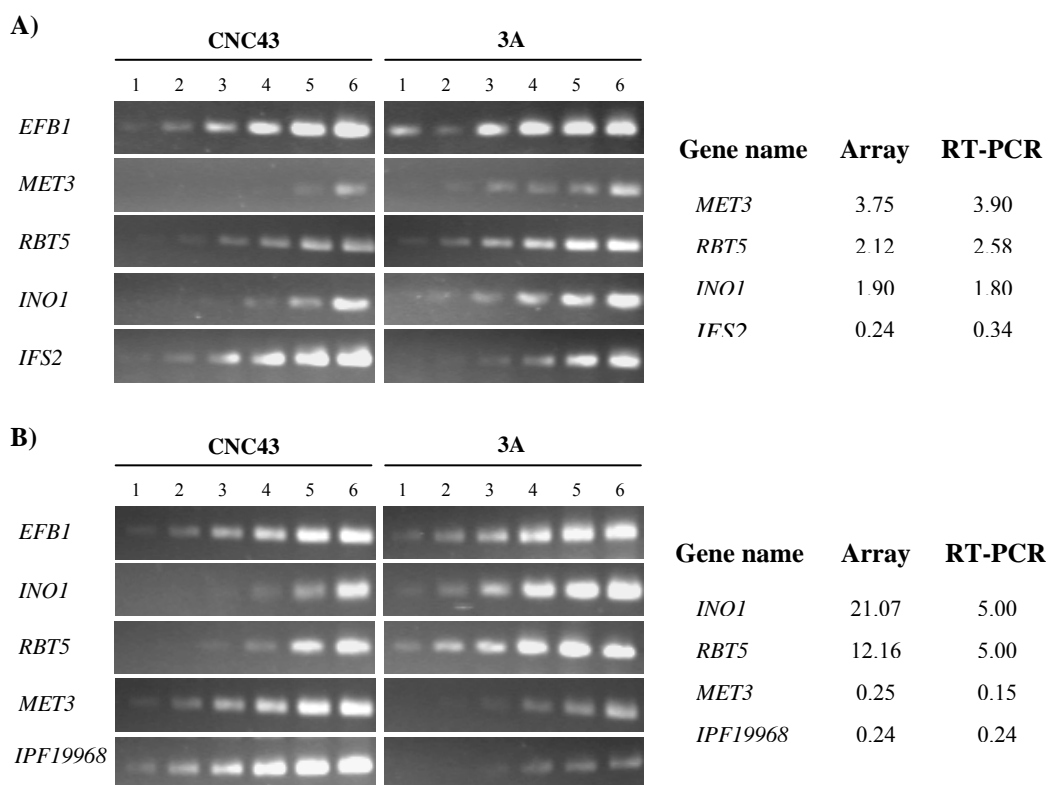 A)
CNC43 3A
1 2 3 4 5 6 1 2 3 4 5 6
EFB1
MET3
RBT5
INO1
IFS2
Gene name Array RT-PCR
MET3 3.75 3.90
RBT5 2.12 2.58
INO1 1.90 1.80
IFS2 0.24 0.34
B)
CNC43 3A
1 2 3 4 5 6 1 2 3 4 5 6
EFB1
INO1
RBT5
MET3
IPF19968
Gene name Array RT-PCR
INO1 21.07 5.00
RBT5 12.16 5.00
MET3 0.25 0.15
IPF19968 0.24 0.24